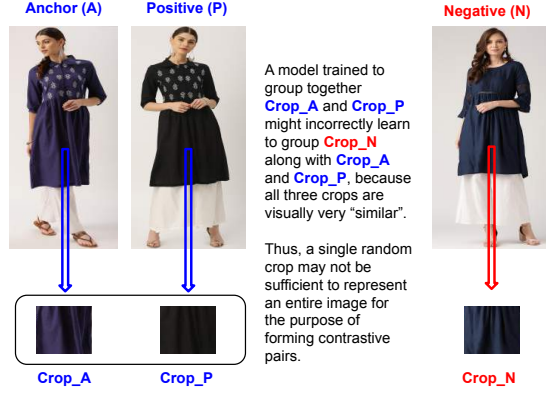 Anchor (A)
Positive (P)
Negative (N)
A model trained to
group together
Crop_A and Crop_P
might incorrectly learn
to group Crop_N
along with Crop_A
and Crop_P, because
all three crops are
visually very “similar”.
Thus, a single random
crop may not be
sufficient to represent
an entire image for
the purpose of
forming contrastive
pairs.
Crop_A
Crop_P
Crop_N